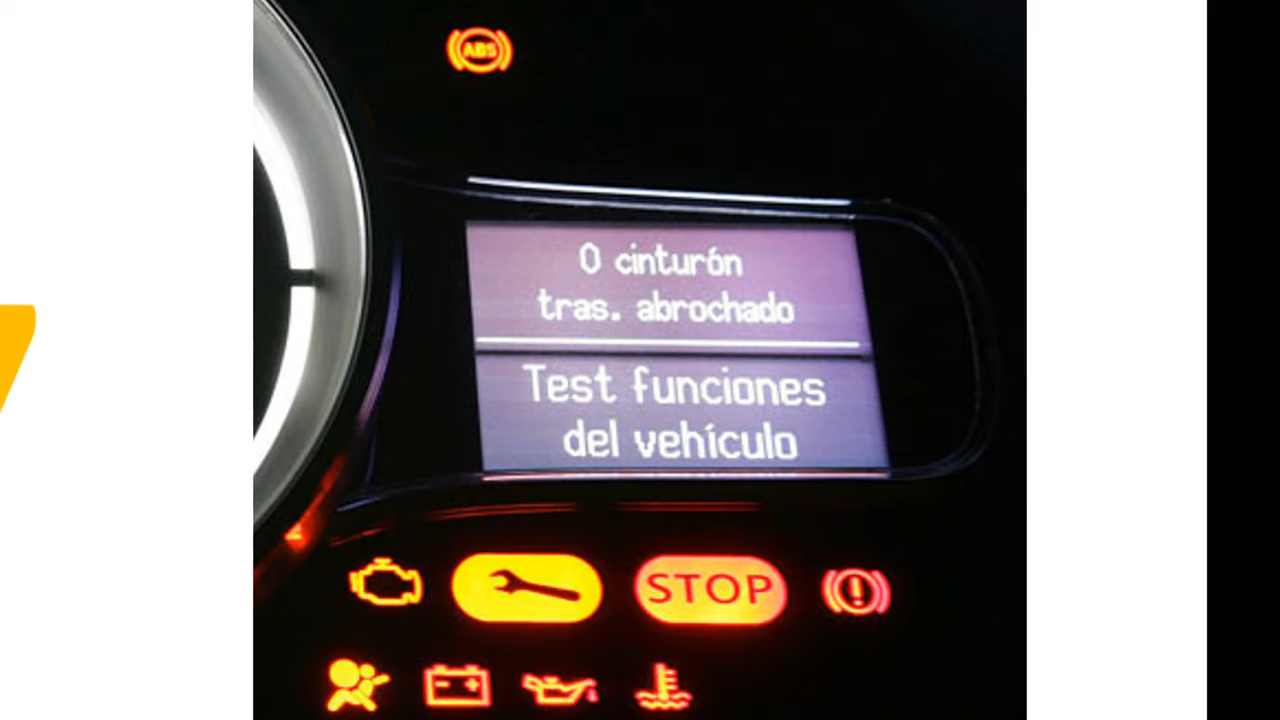 ABS
0 cinturón
tras. abrochado
Test funciones
del vehículo
STOP